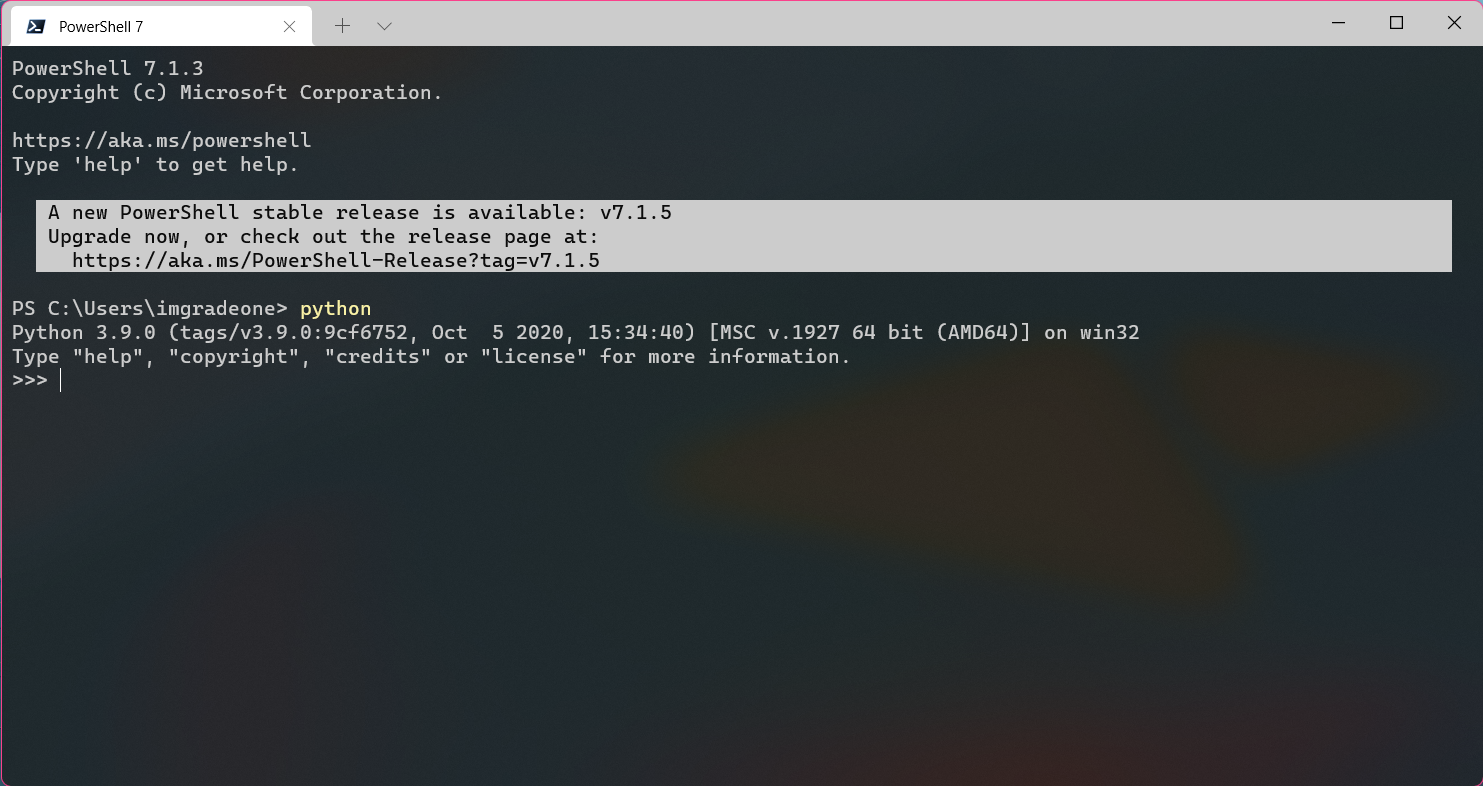 PowerShell 7
PowerShell 7.1.3
Copyright (c) Microsoft Corporation.
https://aka.ms/powershell
Type 'help' to get help.
A new PowerShell stable release is available: v7.1.5
Upgrade now, or check out the release page at:
https://aka.ms/PowerShell-Release?tag=v7.1.5
PS C:\Users\imgradeone> python
Python 3.9.0 (tags/v3.9.0:9cf6752, Oct  5 2020, 15:34:40) [MSC v.1927 64 bit (AMD64)] on win32
Type "help", "copyright", "credits" or "license" for more information.
>>>